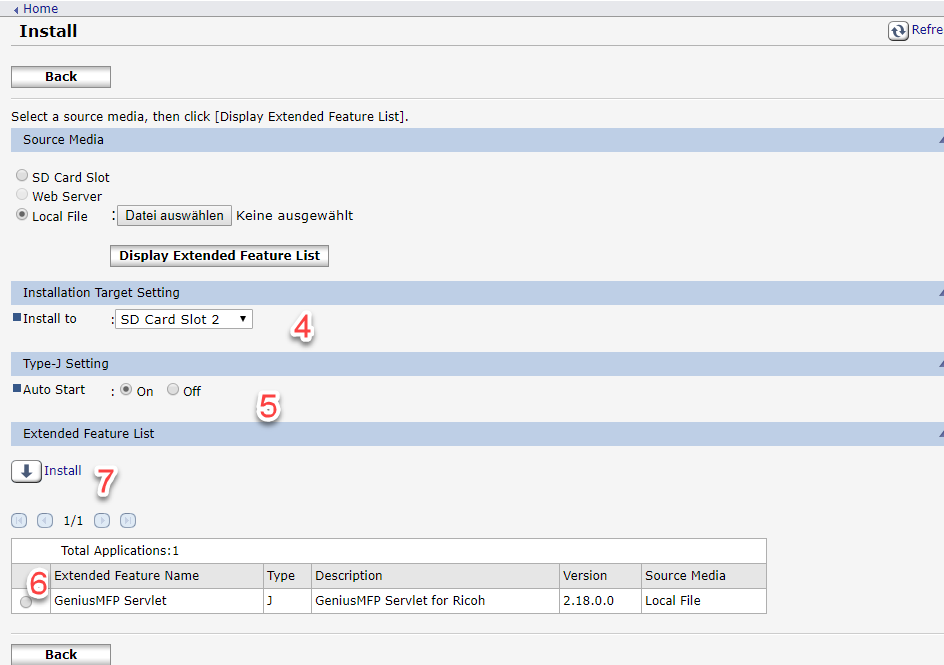 Home
Install
Refre
Back
Select a source media, then click [Display Extended Feature List].
Source Media
SD Card Slot
Web Server
Local File : Datei auswählen Keine ausgewählt
Display Extended Feature List
Installation Target Setting
Install to : SD Card Slot 2
4
Type-J Setting
Auto Start : On Off
5
Extended Feature List
Install
7
1/1
Total Applications:1
6 Extended Feature Name Type Description Version Source Media
GeniusMFP Servlet J GeniusMFP Servlet for Ricoh 2.18.0.0 Local File
Back